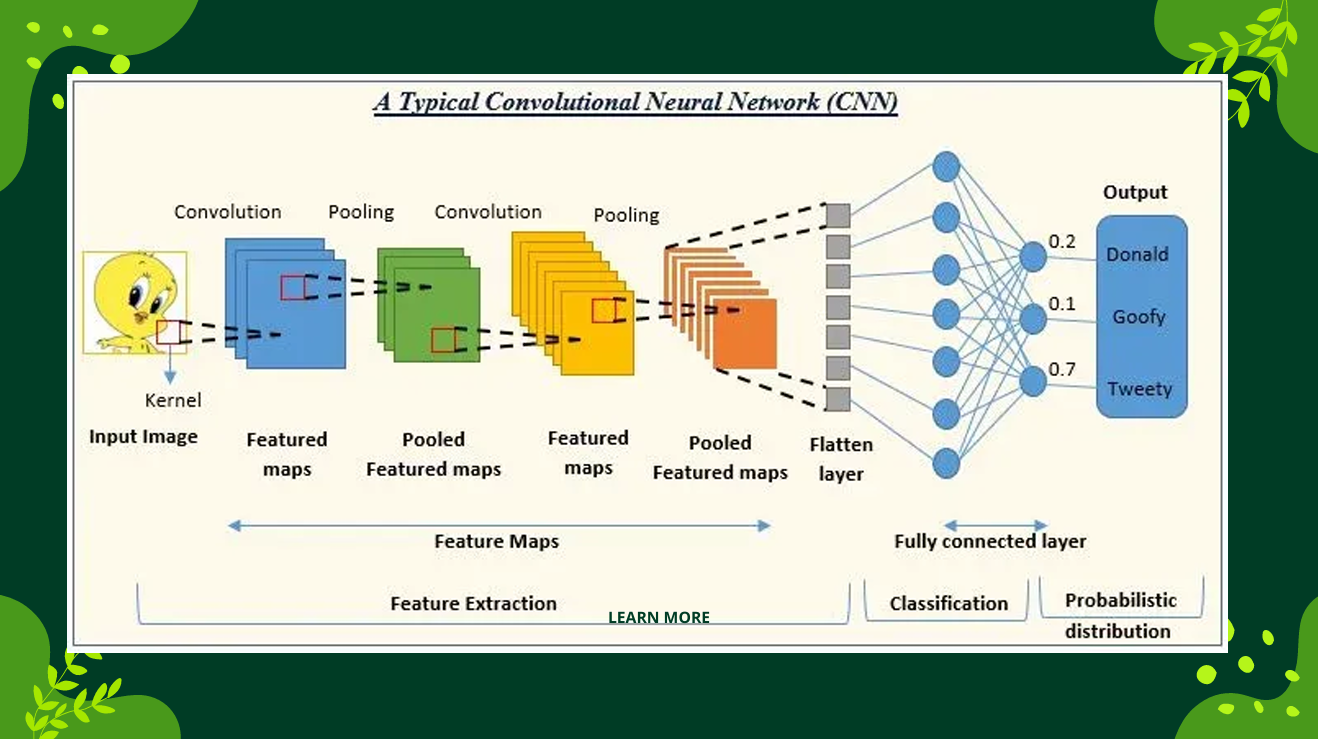 A Typical Convolutional Neural Network (CNN)
Convolution
Pooling
Convolution
Pooling
Output
0.2
Donald
0.1
Goofy
0.7
Tweety
Kernel
Input Image
Featured
maps
Pooled
Featured maps
Featured
maps
Pooled
Featured maps
Flatten
layer
Feature Maps
Fully connected layer
Feature Extraction
LEARN MORE
Classification
Probabilistic
distribution